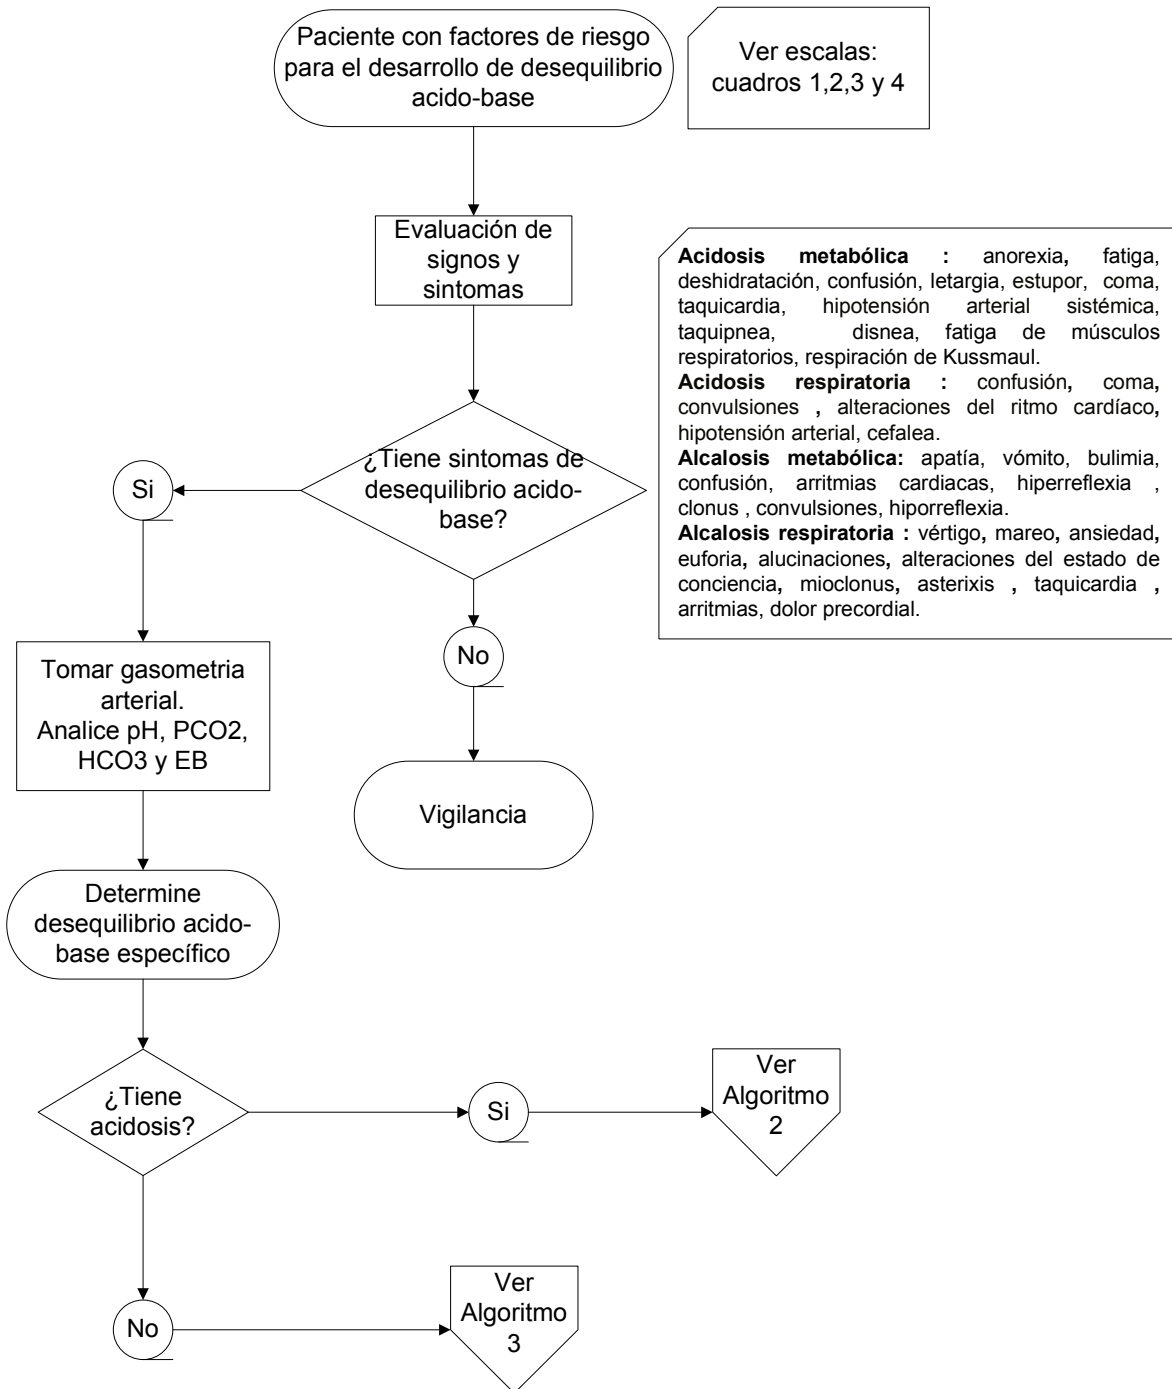 Paciente con factores de riesgo
para el desarrollo de desequilibrio
acido-base
Ver escalas:
cuadros 1,2,3 y 4
Evaluación de
signos y
sintomas
Acidosis metabólica : anorexia, fatiga,
deshidratación, confusión, letargia, estupor, coma,
taquicardia, hipotensión arterial sistémica,
taquipnea, disnea, fatiga de músculos
respiratorios, respiración de Kussmaul.
Acidosis respiratoria : confusión, coma,
convulsiones , alteraciones del ritmo cardíaco,
hipotensión arterial, cefalea.
Alcalosis metabólica: apatía, vómito, bulimia,
confusión, arritmias cardiacas, hiperreflexia ,
clonus , convulsiones, hiporreflexia.
Alcalosis respiratoria : vértigo, mareo, ansiedad,
euforia, alucinaciones, alteraciones del estado de
conciencia, mioclonus, asterixis , taquicardia ,
arritmias, dolor precordial.
¿Tiene sintomas de
desequilibrio acido-
base?
Si
No
Tomar gasometria
arterial.
Analice pH, PCO2,
HCO3 y EB
Vigilancia
Determine
desequilibrio acido-
base específico
¿Tiene
acidosis?
Si
Ver
Algoritmo
2
No
Ver
Algoritmo
3